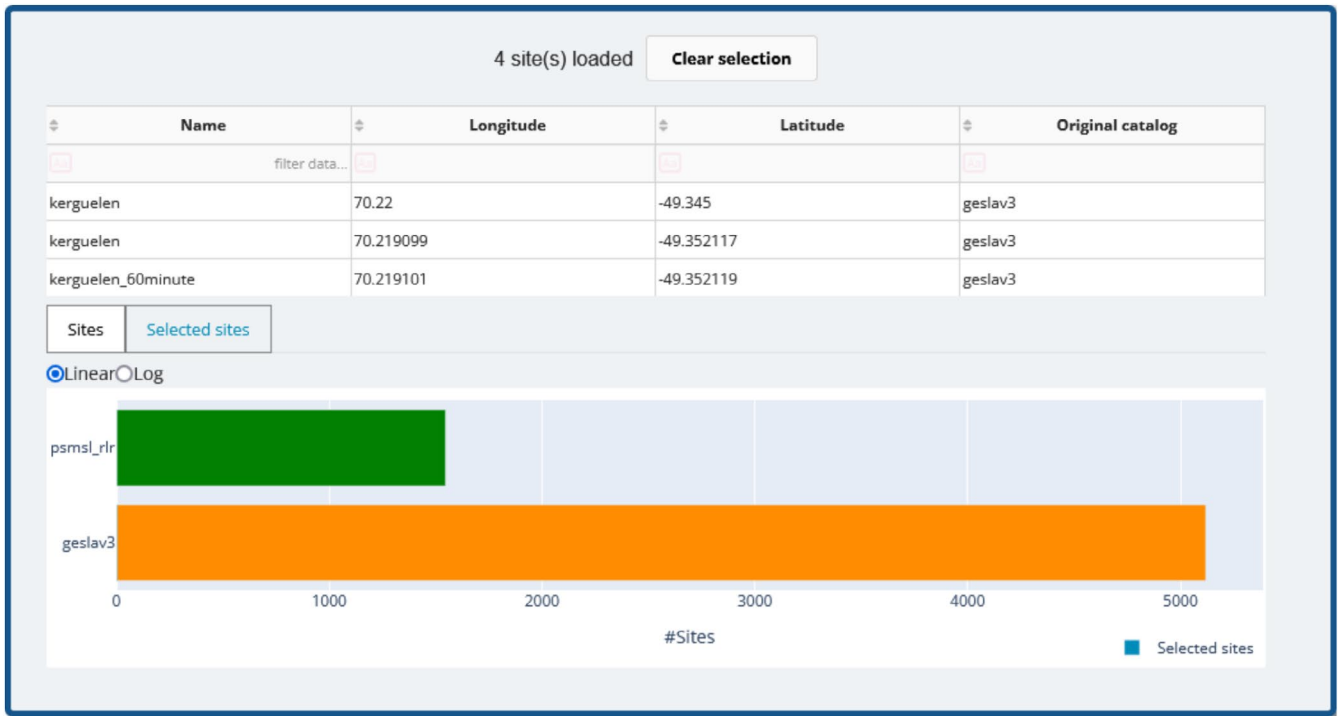 4 site(s) loaded Clear selection
Name Longitude Latitude Original catalog
filter data...
kerguelen 70.22 -49.345 geslav3
kerguelen 70.219099 -49.352117 geslav3
kerguelen_60minute 70.219101 -49.352119 geslav3
Sites Selected sites
Linear Log
psmsl_rlr
geslav3
0 1000 2000 3000 4000 5000
#Sites
Selected sites